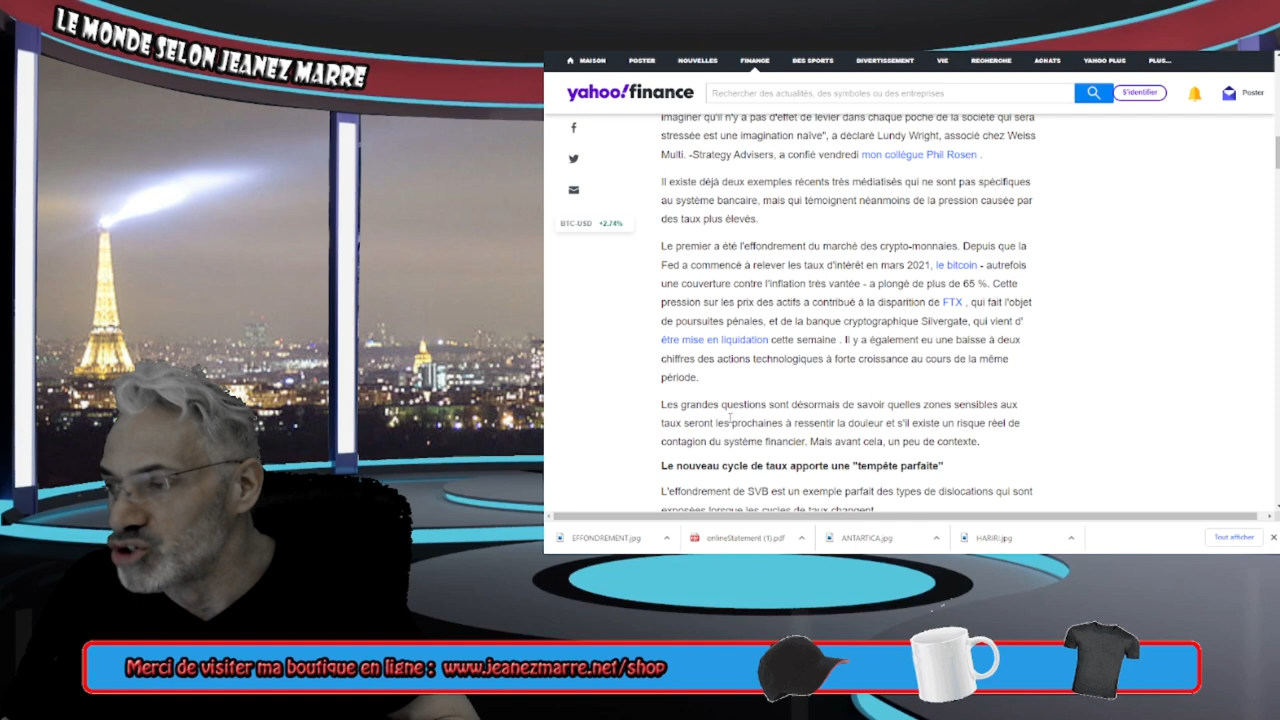 LE MONDE SELON JEANEZ MARRE
MAISON POSTER NOUVELLES FINANCE DES SPORTS DIVERTISSEMENT VIE RECHERCHE ACHATS YAHOO PLUS PLUS...
yahoo!finance Rechercher des actualités, des symboles ou des entreprises S'identifier Poster
imaginer qu'il n'y a pas d'effet de levier dans chaque poche de la société qui sera
stressée est une imagination naïve", a déclaré Lundy Wright, associé chez Weiss
Multi. -Strategy Advisers, a confié vendredi mon collègue Phil Rosen .
Il existe déjà deux exemples récents très médiatisés qui ne sont pas spécifiques
au système bancaire, mais qui témoignent néanmoins de la pression causée par
des taux plus élevés.
BTC-USD +2.74%
Le premier a été l'effondrement du marché des crypto-monnaies. Depuis que la
Fed a commencé à relever les taux d'intérêt en mars 2021, le bitcoin - autrefois
une couverture contre l'inflation très vantée - a plongé de plus de 65 %. Cette
pression sur les prix des actifs a contribué à la disparition de FTX , qui fait l'objet
de poursuites pénales, et de la banque cryptographique Silvergate, qui vient d'
être mise en liquidation cette semaine . Il y a également eu une baisse à deux
chiffres des actions technologiques à forte croissance au cours de la même
période.
Les grandes questions sont désormais de savoir quelles zones sensibles aux
taux seront les prochaines à ressentir la douleur et s'il existe un risque réel de
contagion du système financier. Mais avant cela, un peu de contexte.
Le nouveau cycle de taux apporte une "tempête parfaite"
L'effondrement de SVB est un exemple parfait des types de dislocations qui sont
exposées lorsque les cycles de taux changent.
EFFONDREMENT.jpg onlineStatement (1).pdf ANTARTICA.jpg HARIRI.jpg Tout afficher
Merci de visiter ma boutique en ligne : www.jeanezmarre.net/shop